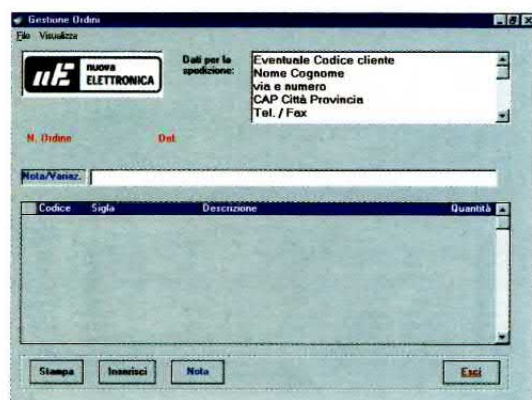 Gestione Ordini
File Visualizza
nE nuova ELETTRONICA
Dati per la spedizione:
Eventuale Codice cliente
Nome Cognome
via e numero
CAP Città Provincia
Tel. / Fax
N. Ordine Del
Nota/Variaz.
Codice Sigla Descrizione Quantità
Stampa Inserisci Nota Esci